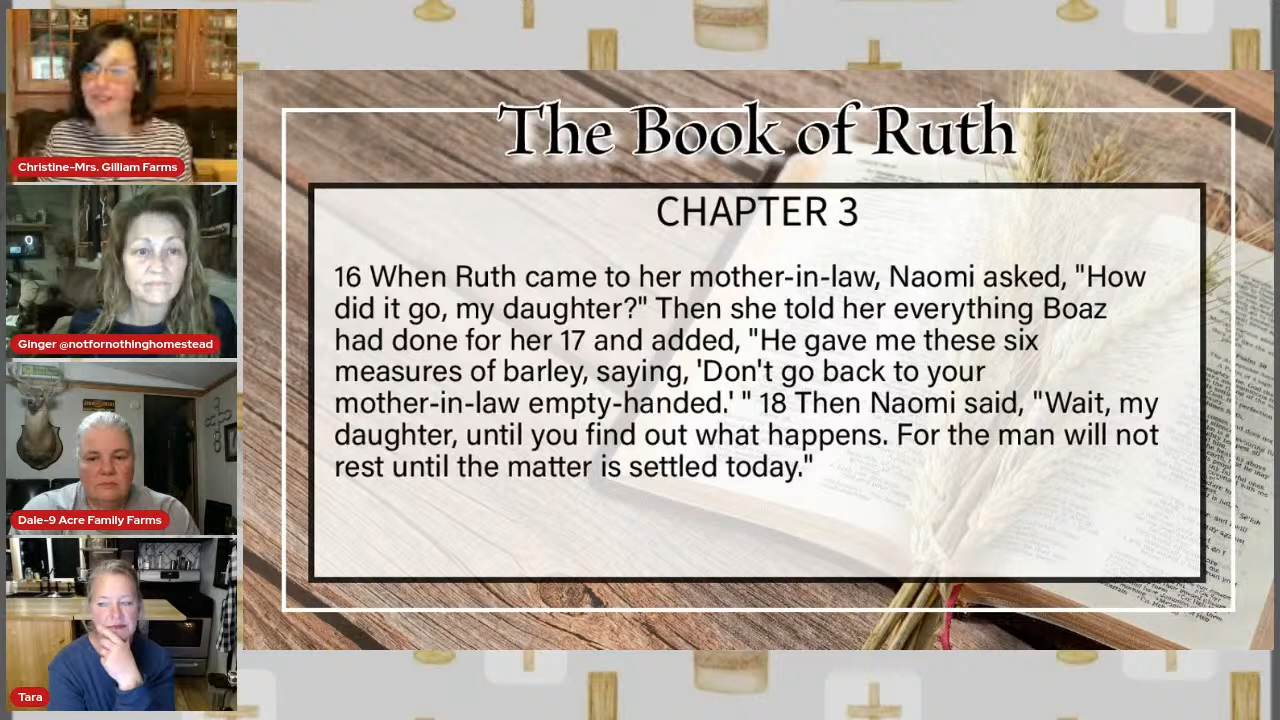 Christine-Mrs. Gilliam Farms
Ginger @notfornothinghomestead
Dale-9 Acre Family Farms
Tara
The Book of Ruth
CHAPTER 3
16 When Ruth came to her mother-in-law, Naomi asked, "How
did it go, my daughter?" Then she told her everything Boaz
had done for her 17 and added, "He gave me these six
measures of barley, saying, 'Don't go back to your
mother-in-law empty-handed.' " 18 Then Naomi said, "Wait, my
daughter, until you find out what happens. For the man will not
rest until the matter is settled today."